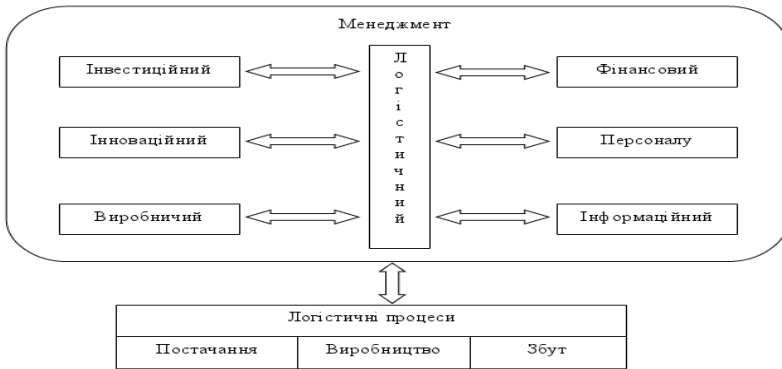 Менеджмент
Інвестиційний
Логістичний
Фінансовий
Інноваційний
Персоналу
Виробничий
Інформаційний
Логістичні процеси
Постачання Виробництво Збут